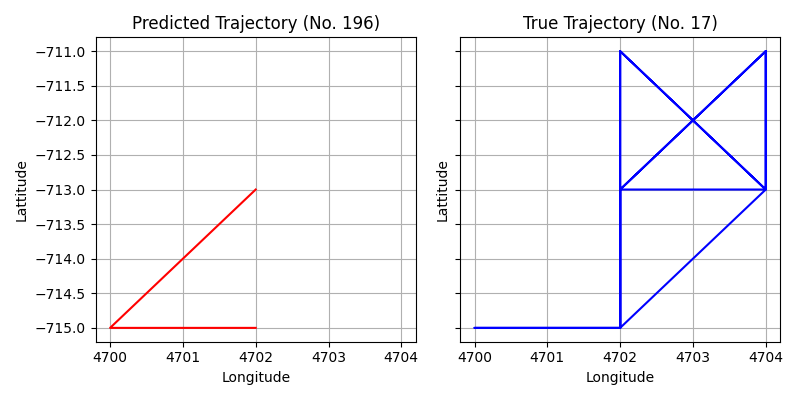 Predicted Trajectory (No. 196)
True Trajectory (No. 17)
Lattitude
−711.0
−711.5
−712.0
−712.5
−713.0
−713.5
−714.0
−714.5
−715.0
4700 4701 4702 4703 4704
Longitude
Lattitude
4700 4701 4702 4703 4704
Longitude